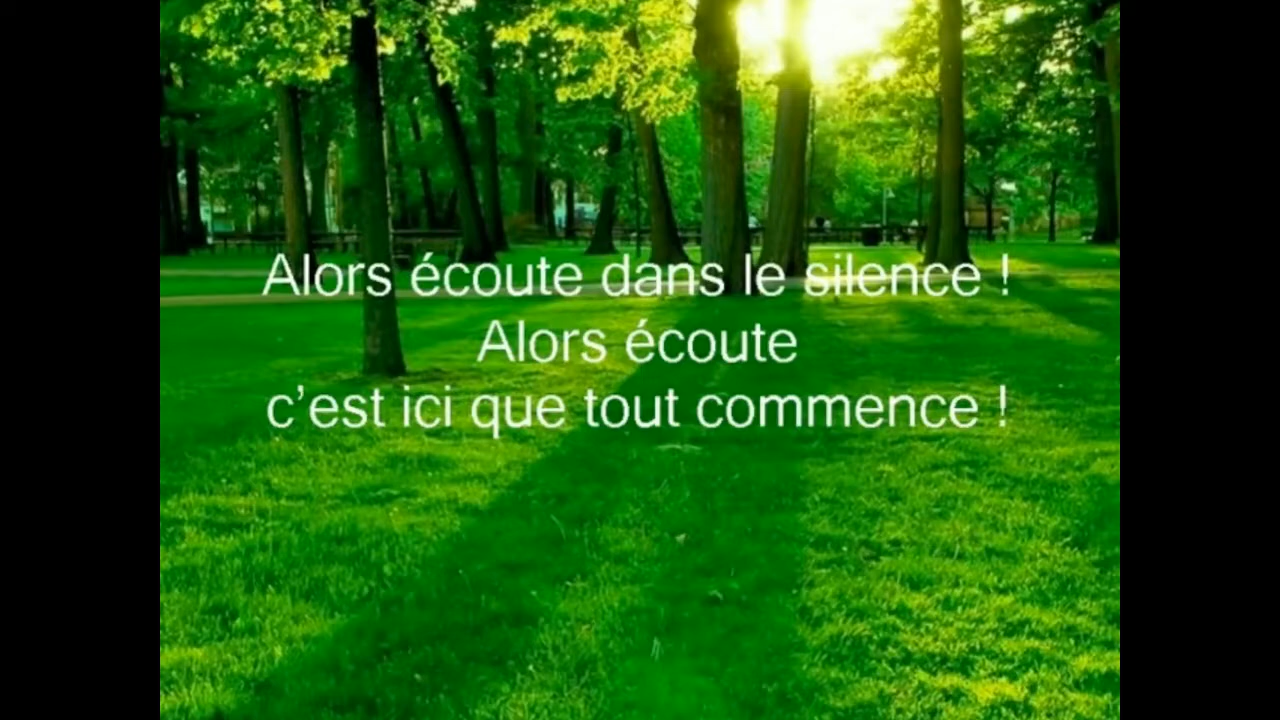 Alors écoute dans le silence !
Alors écoute
c’est ici que tout commence !